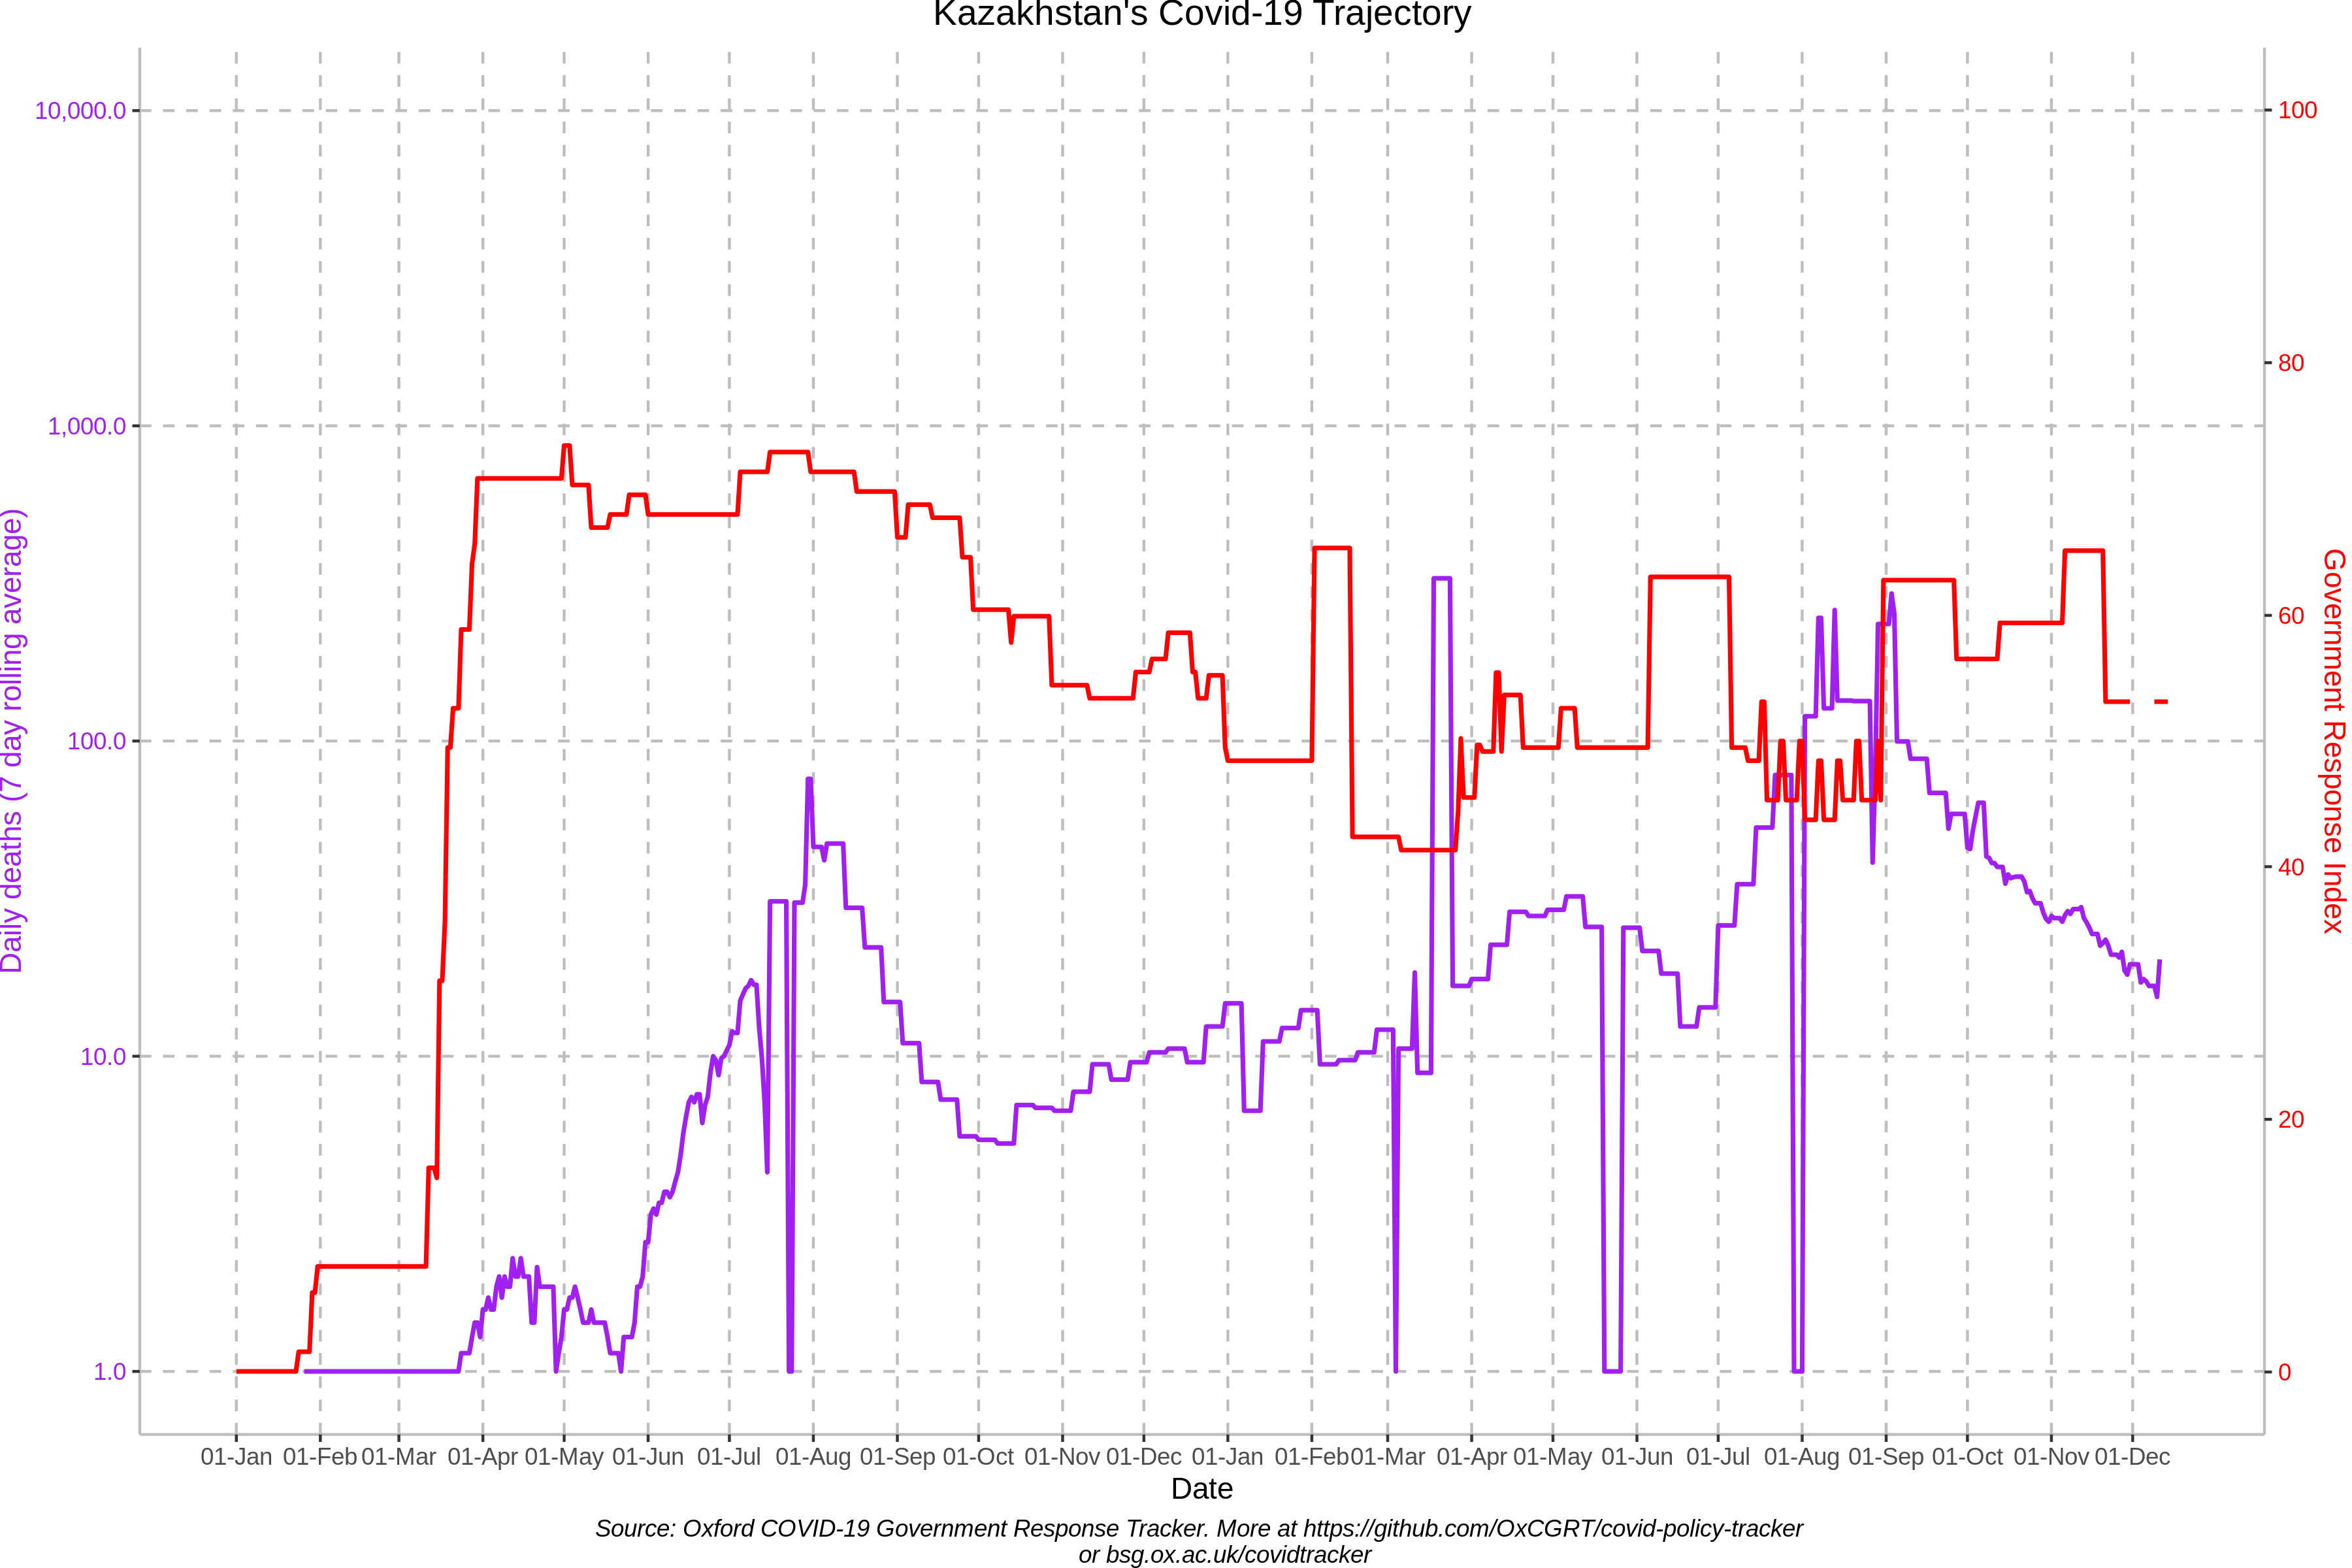 Kazakhstan's Covid-19 Trajectory
10,000.0
1,000.0
100.0
10.0
1.0
Daily deaths (7 day rolling average)
100
80
60
40
20
0
Government Response Index
01-Jan 01-Feb 01-Mar 01-Apr 01-May 01-Jun 01-Jul 01-Aug 01-Sep 01-Oct 01-Nov 01-Dec 01-Jan 01-Feb 01-Mar 01-Apr 01-May 01-Jun 01-Jul 01-Aug 01-Sep 01-Oct 01-Nov 01-Dec
Date
Source: Oxford COVID-19 Government Response Tracker. More at https://github.com/OxCGRT/covid-policy-tracker
or bsg.ox.ac.uk/covidtracker